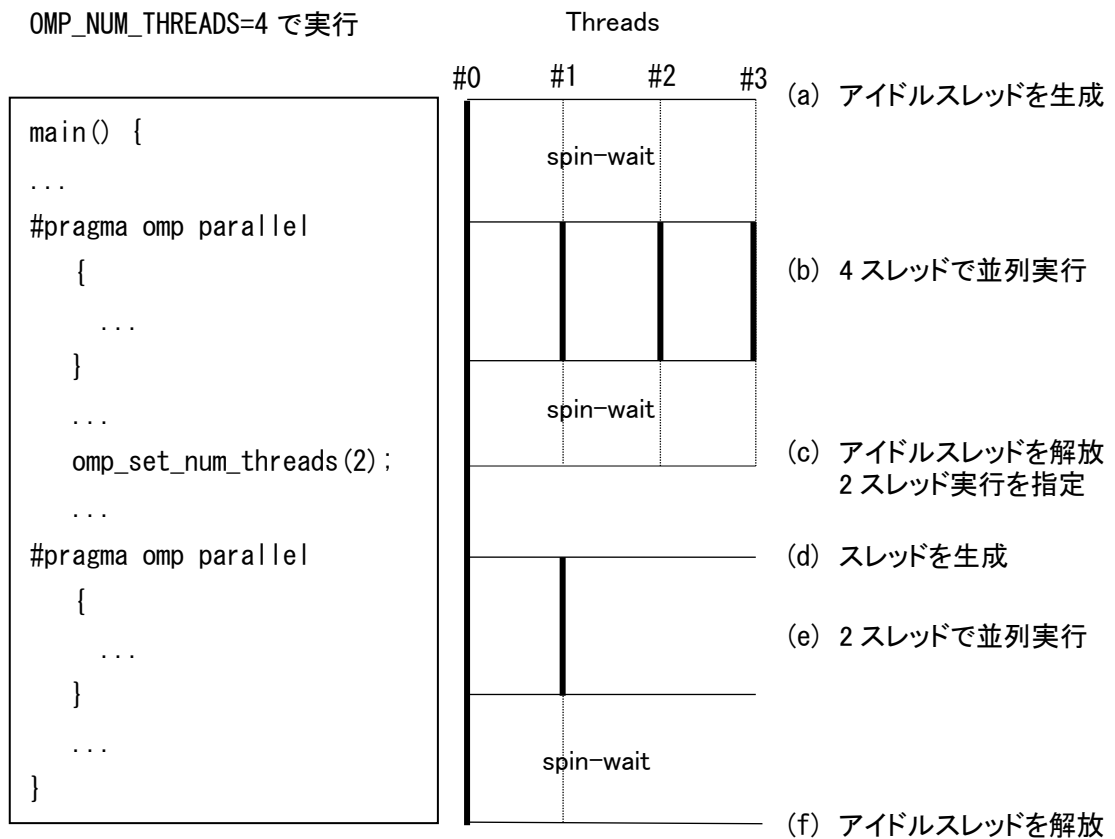 OMP_NUM_THREADS=4 で実行
main() {
...
#pragma omp parallel
{
...
}
...
omp_set_num_threads(2);
...
#pragma omp parallel
{
...
}
...
}
Threads
#0 #1 #2 #3
spin-wait
spin-wait
spin-wait
(a) アイドルスレッドを生成
(b) 4 スレッドで並列実行
(c) アイドルスレッドを解放
2 スレッド実行を指定
(d) スレッドを生成
(e) 2 スレッドで並列実行
(f) アイドルスレッドを解放